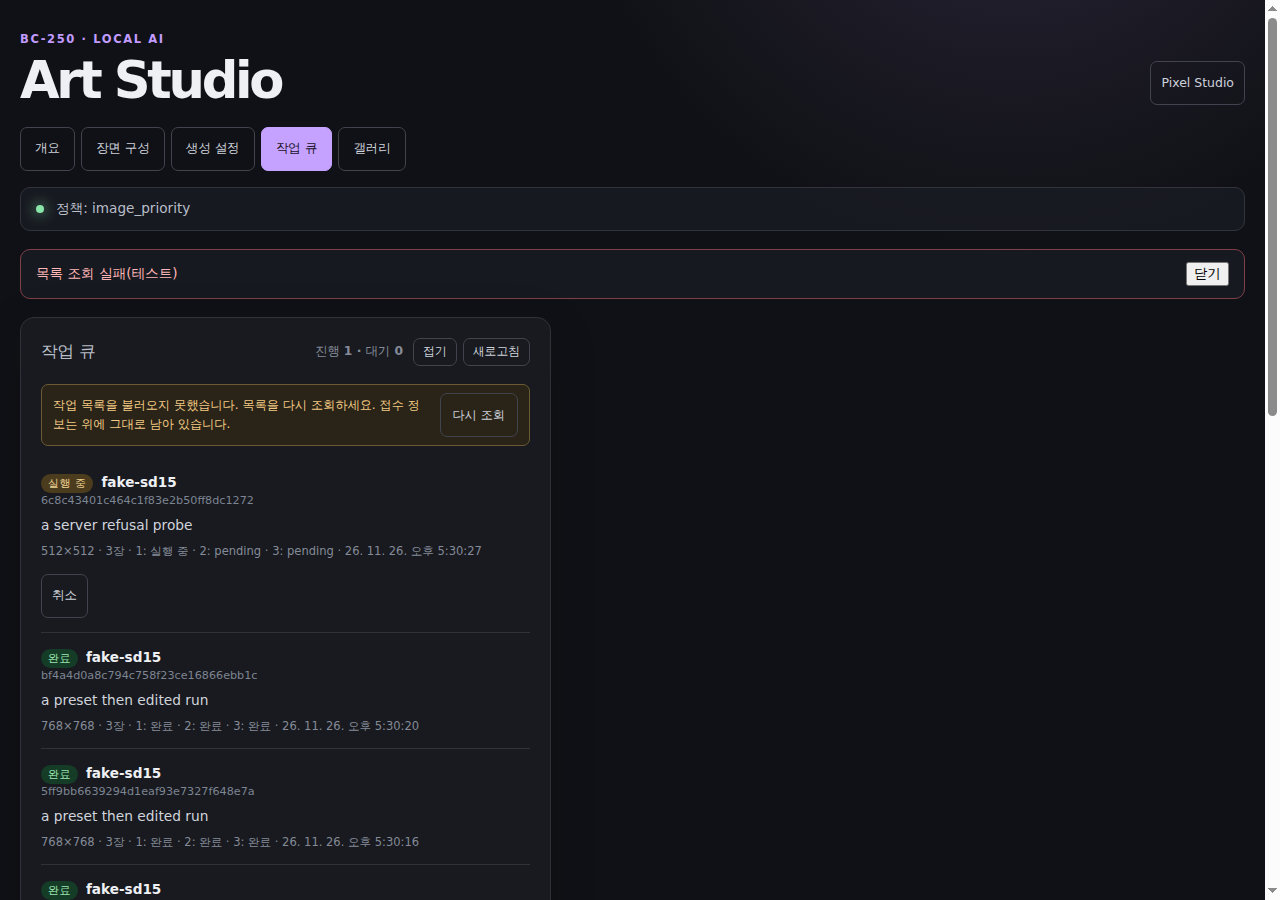 BC-250 · LOCAL AI
Art Studio
Pixel Studio
개요
장면 구성
생성 설정
작업 큐
갤러리
정책: image_priority
목록 조회 실패(테스트)
닫기
작업 큐
진행 1 · 대기 0
접기
새로고침
작업 목록을 불러오지 못했습니다. 목록을 다시 조회하세요. 접수 정
보는 위에 그대로 남아 있습니다.
다시 조회
실행 중 fake-sd15
6c8c43401c464c1f83e2b50ff8dc1272
a server refusal probe
512×512 · 3장 · 1: 실행 중 · 2: pending · 3: pending · 26. 11. 26. 오후 5:30:27
취소
완료 fake-sd15
bf4a4d0a8c794c758f23ce16866ebb1c
a preset then edited run
768×768 · 3장 · 1: 완료 · 2: 완료 · 3: 완료 · 26. 11. 26. 오후 5:30:20
완료 fake-sd15
5ff9bb6639294d1eaf93e7327f648e7a
a preset then edited run
768×768 · 3장 · 1: 완료 · 2: 완료 · 3: 완료 · 26. 11. 26. 오후 5:30:16
완료 fake-sd15